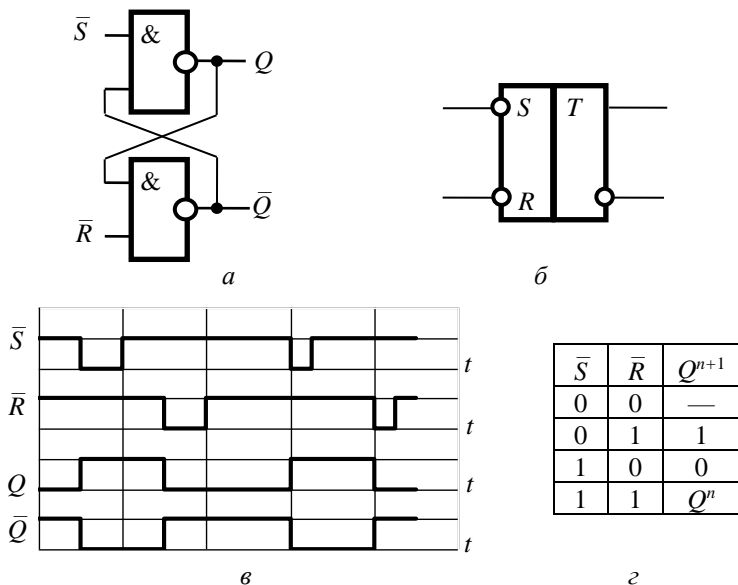 S̅
&
Q
&
Q̅
R̅
а
S T
R
б
S̅
t
R̅
t
Q
t
Q̅
t
в
S̅ R̅ Qⁿ⁺¹
0 0 —
0 1 1
1 0 0
1 1 Qⁿ
г